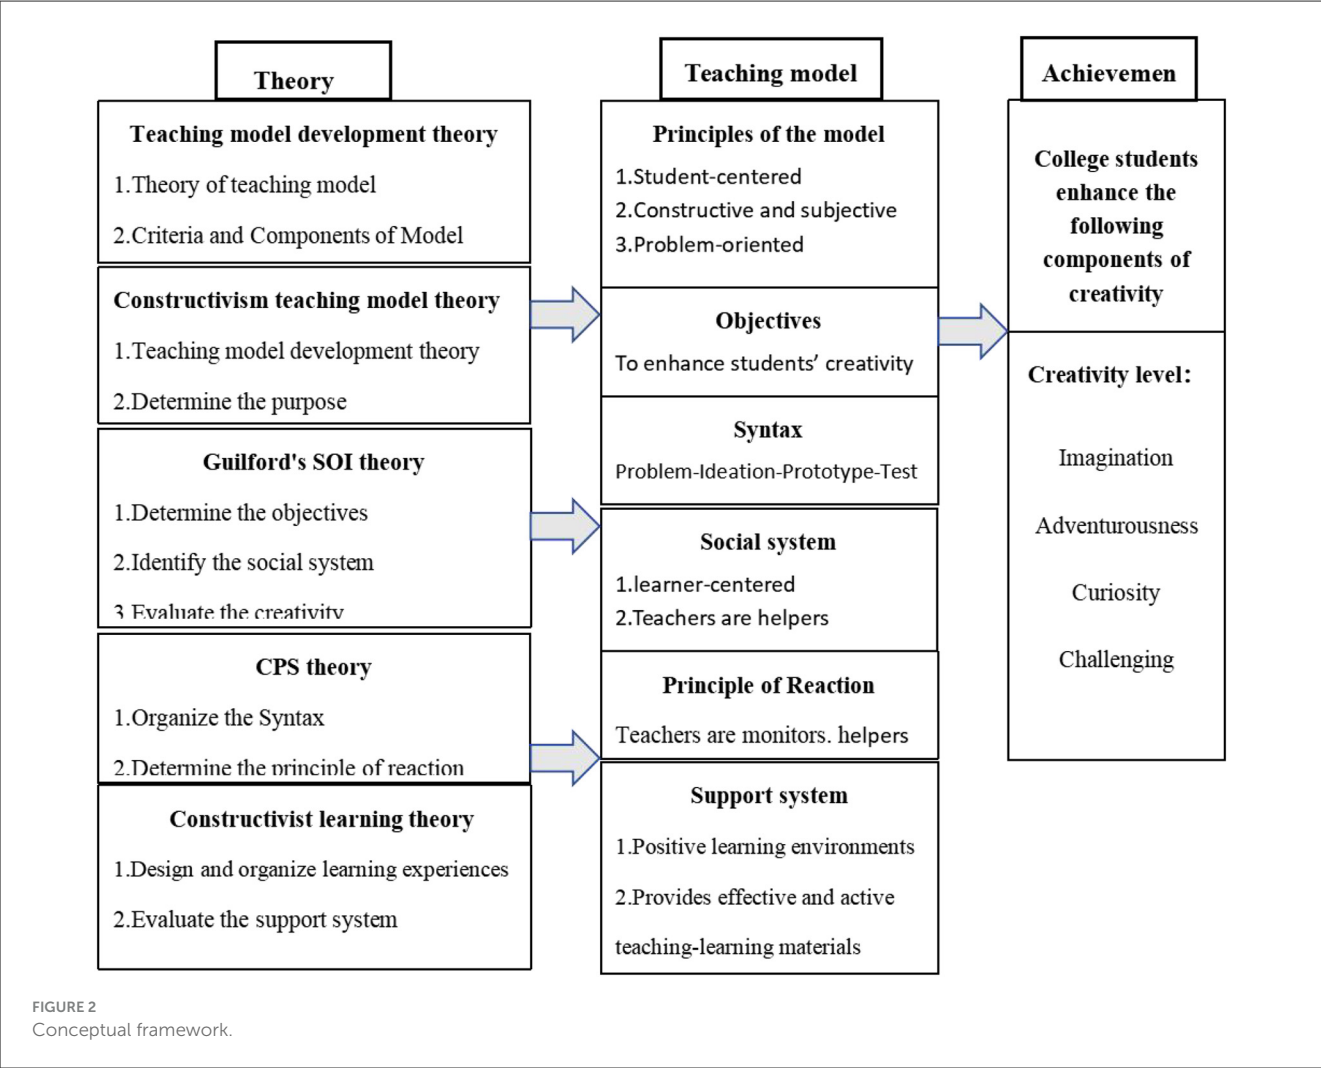 Theory
Teaching model development theory
1.Theory of teaching model
2.Criteria and Components of Model
Constructivism teaching model theory
1.Teaching model development theory
2.Determine the purpose
Guilford's SOI theory
1.Determine the objectives
2.Identify the social system
3 Evaluate the creativity
CPS theory
1.Organize the Syntax
2.Determine the principle of reaction
Constructivist learning theory
1.Design and organize learning experiences
2.Evaluate the support system
Teaching model
Principles of the model
1.Student-centered
2.Constructive and subjective
3.Problem-oriented
Objectives
To enhance students’ creativity
Syntax
Problem-Ideation-Prototype-Test
Social system
1.learner-centered
2.Teachers are helpers
Principle of Reaction
Teachers are monitors. helpers
Support system
1.Positive learning environments
2.Provides effective and active
teaching-learning materials
Achievemen
College students
enhance the
following
components of
creativity
Creativity level:
Imagination
Adventurousness
Curiosity
Challenging
FIGURE 2
Conceptual framework.